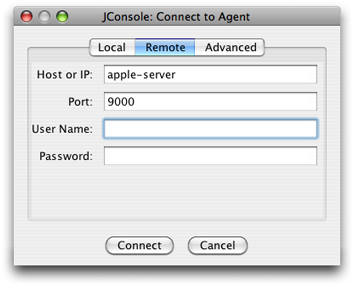 JConsole: Connect to Agent
Local Remote Advanced
Host or IP: apple-server
Port: 9000
User Name:
Password:
Connect Cancel